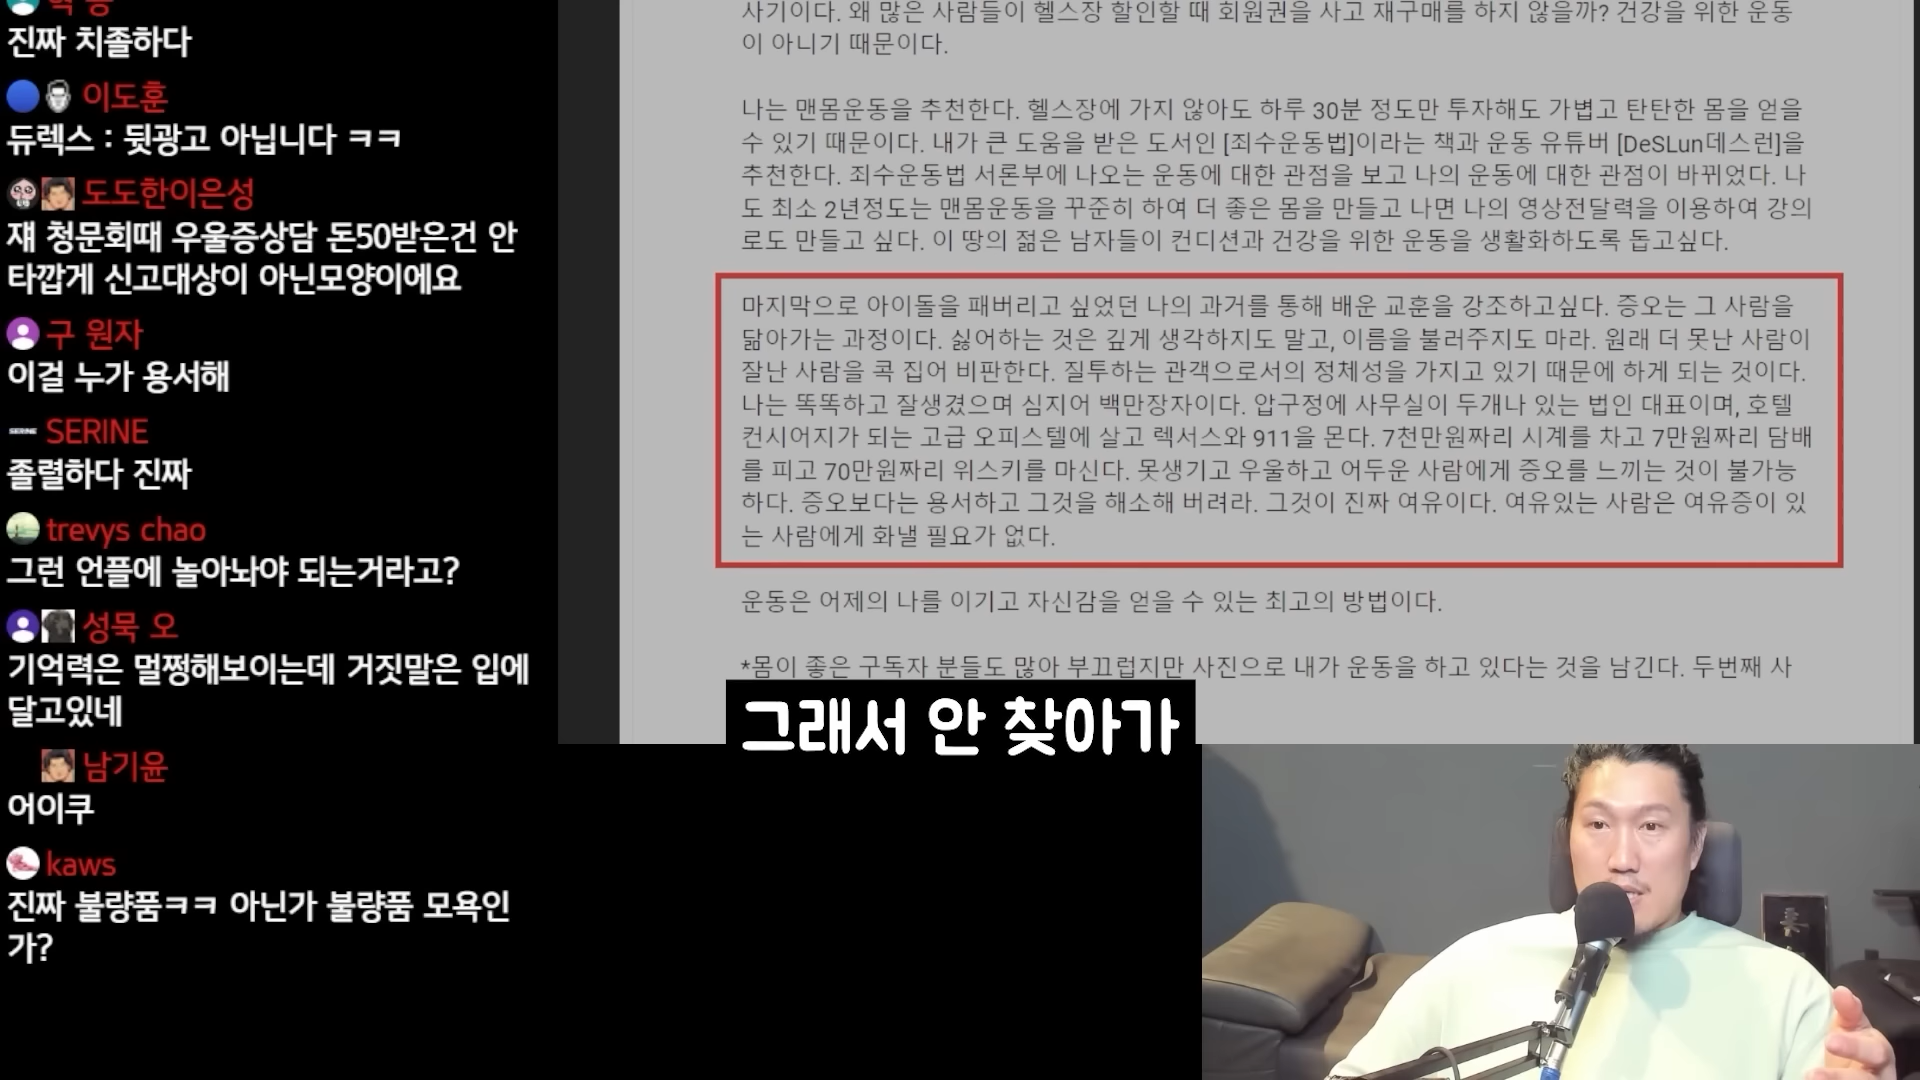 진짜 치졸하다
이도훈
듀렉스 : 뒷광고 아닙니다 ㅋㅋ
도도한이은성
쟤 청문회때 우울증상담 돈50받은건 안
타깝게 신고대상이 아닌모양이에요
구 원자
이걸 누가 용서해
SERINE
SERINE
졸렬하다 진짜
trevys chao
그런 언플에 놀아놔야 되는거라고?
성묵 오
기억력은 멀쩡해보이는데 거짓말은 입에
달고있네
남기윤
어이쿠
kaws
진짜 불량품ㅋㅋ 아닌가 불량품 모욕인
가?
사기이다. 왜 많은 사람들이 헬스장 할인할 때 회원권을 사고 재구매를 하지 않을까? 건강을 위한 운동
이 아니기 때문이다.
나는 맨몸운동을 추천한다. 헬스장에 가지 않아도 하루 30분 정도만 투자해도 가볍고 탄탄한 몸을 얻을
수 있기 때문이다. 내가 큰 도움을 받은 도서인 [죄수운동법]이라는 책과 운동 유튜버 [DeSLun데스런]을
추천한다. 죄수운동법 서론부에 나오는 운동에 대한 관점을 보고 나의 운동에 대한 관점이 바뀌었다. 나
도 최소 2년정도는 맨몸운동을 꾸준히 하여 더 좋은 몸을 만들고 나면 나의 영상전달력을 이용하여 강의
로도 만들고 싶다. 이 땅의 젊은 남자들이 컨디션과 건강을 위한 운동을 생활화하도록 돕고싶다.
마지막으로 아이돌을 패버리고 싶었던 나의 과거를 통해 배운 교훈을 강조하고싶다. 증오는 그 사람을
닮아가는 과정이다. 싫어하는 것은 깊게 생각하지도 말고, 이름을 불러주지도 마라. 원래 더 못난 사람이
잘난 사람을 콕 집어 비판한다. 질투하는 관객으로서의 정체성을 가지고 있기 때문에 하게 되는 것이다.
나는 똑똑하고 잘생겼으며 심지어 백만장자이다. 압구정에 사무실이 두개나 있는 법인 대표이며, 호텔
컨시어지가 되는 고급 오피스텔에 살고 렉서스와 911을 몬다. 7천만원짜리 시계를 차고 7만원짜리 담배
를 피고 70만원짜리 위스키를 마신다. 못생기고 우울하고 어두운 사람에게 증오를 느끼는 것이 불가능
하다. 증오보다는 용서하고 그것을 해소해 버려라. 그것이 진짜 여유이다. 여유있는 사람은 여유증이 있
는 사람에게 화낼 필요가 없다.
운동은 어제의 나를 이기고 자신감을 얻을 수 있는 최고의 방법이다.
*몸이 좋은 구독자 분들도 많아 부끄럽지만 사진으로 내가 운동을 하고 있다는 것을 남긴다. 두번째 사
그래서 안 찾아가